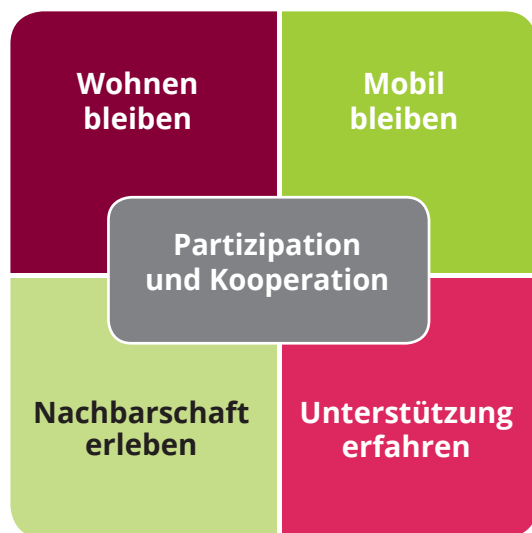 Wohnen
bleiben
Mobil
bleiben
Partizipation
und Kooperation
Nachbarschaft
erleben
Unterstützung
erfahren